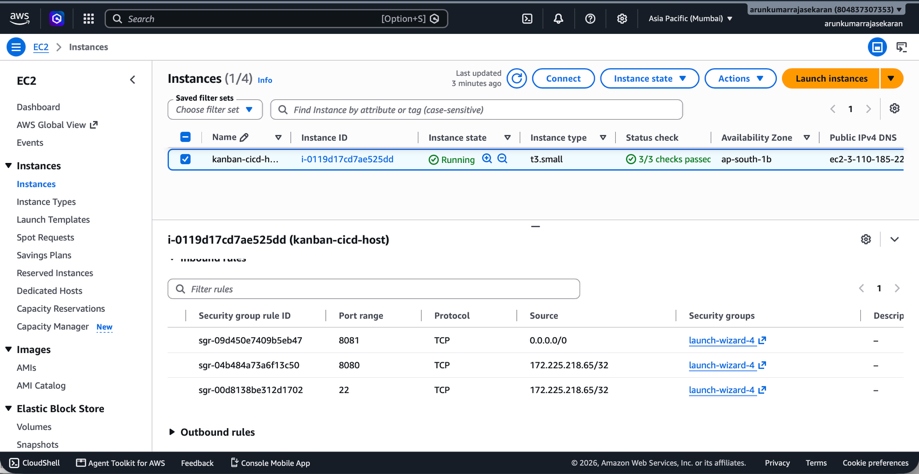 aws
Search
[Option+S]
Asia Pacific (Mumbai)
arunkumarrajasekaran (804837307353)
arunkumarrajasekaran
EC2
Instances
EC2
Dashboard
AWS Global View
Events
Instances
Instances
Instance Types
Launch Templates
Spot Requests
Savings Plans
Reserved Instances
Dedicated Hosts
Capacity Reservations
Capacity Manager New
Images
AMIs
AMI Catalog
Elastic Block Store
Volumes
Snapshots
Instances (1/4) Info
Last updated
3 minutes ago
Connect
Instance state
Actions
Launch instances
Saved filter sets
Choose filter set
Find Instance by attribute or tag (case-sensitive)
1
Name Instance ID Instance state Instance type Status check Availability Zone Public IPv4 DNS
kanban-cicd-h... i-0119d17cd7ae525dd Running t3.small 3/3 checks passec ap-south-1b ec2-3-110-185-22
i-0119d17cd7ae525dd (kanban-cicd-host)
Inbound rules
Filter rules
1
Security group rule ID Port range Protocol Source Security groups Descrip
sgr-09d450e7409b5eb47 8081 TCP 0.0.0.0/0 launch-wizard-4 –
sgr-04b484a73a6f13c50 8080 TCP 172.225.218.65/32 launch-wizard-4 –
sgr-00d8138be312d1702 22 TCP 172.225.218.65/32 launch-wizard-4 –
Outbound rules
CloudShell Agent Toolkit for AWS Feedback Console Mobile App © 2026, Amazon Web Services, Inc. or its affiliates. Privacy Terms Cookie preferences